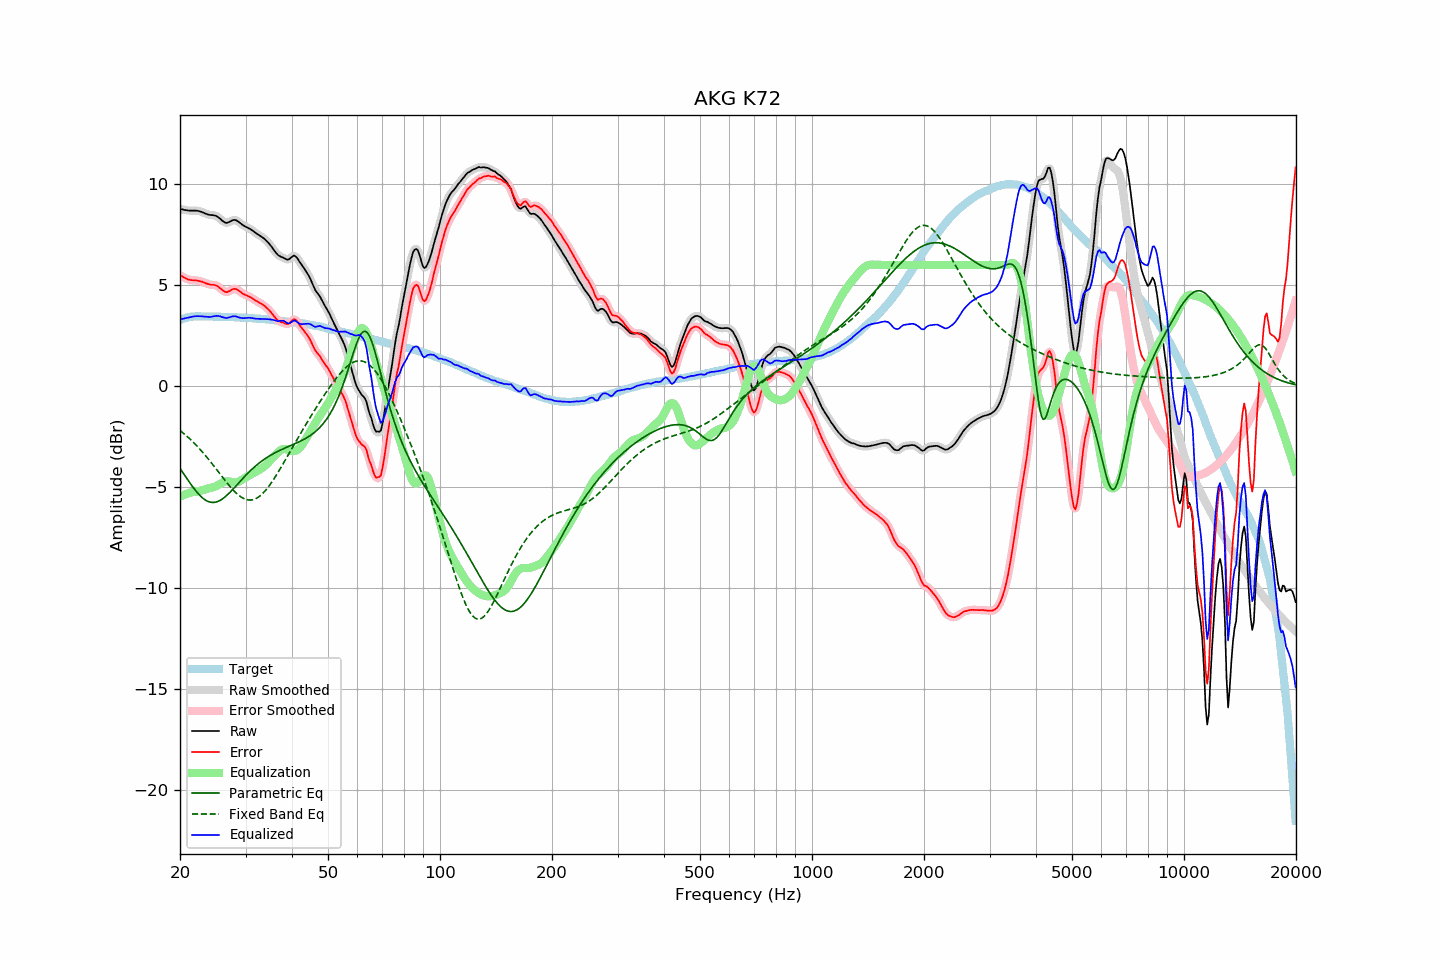 AKG K72
Amplitude (dBr)
10
5
0
−5
−10
−15
−20
Target
Raw Smoothed
Error Smoothed
Raw
Error
Equalization
Parametric Eq
Fixed Band Eq
Equalized
20 50 100 200 500 1000 2000 5000 10000 20000
Frequency (Hz)